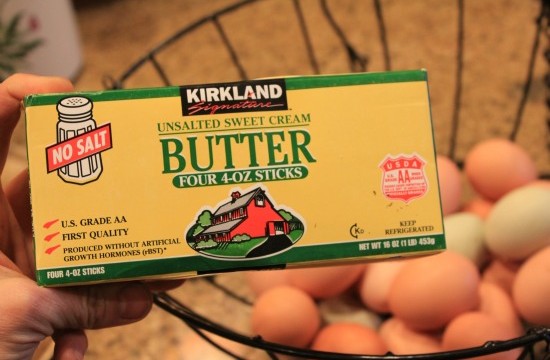 KIRKLAND
Signature
UNSALTED SWEET CREAM
BUTTER
FOUR 4-OZ STICKS
NO SALT
USDA
AA
GRADE
U.S. GRADE AA
FIRST QUALITY
PRODUCED WITHOUT ARTIFICIAL
GROWTH HORMONES (rBST)*
KEEP
REFRIGERATED
NET WT 16 OZ (1 LB) 453g
FOUR 4-OZ STICKS